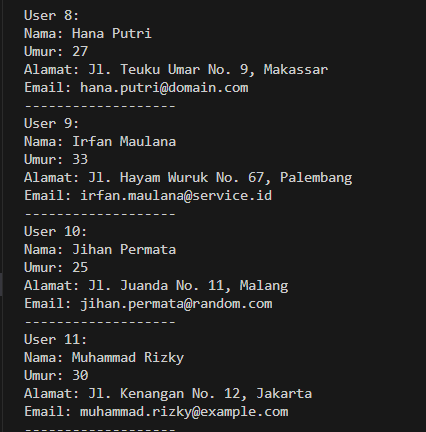 User 8:
Nama: Hana Putri
Umur: 27
Alamat: Jl. Teuku Umar No. 9, Makassar
Email: hana.putri@domain.com
-------------------
User 9:
Nama: Irfan Maulana
Umur: 33
Alamat: Jl. Hayam Wuruk No. 67, Palembang
Email: irfan.maulana@service.id
-------------------
User 10:
Nama: Jihan Permata
Umur: 25
Alamat: Jl. Juanda No. 11, Malang
Email: jihan.permata@random.com
-------------------
User 11:
Nama: Muhammad Rizky
Umur: 30
Alamat: Jl. Kenangan No. 12, Jakarta
Email: muhammad.rizky@example.com
-------------------